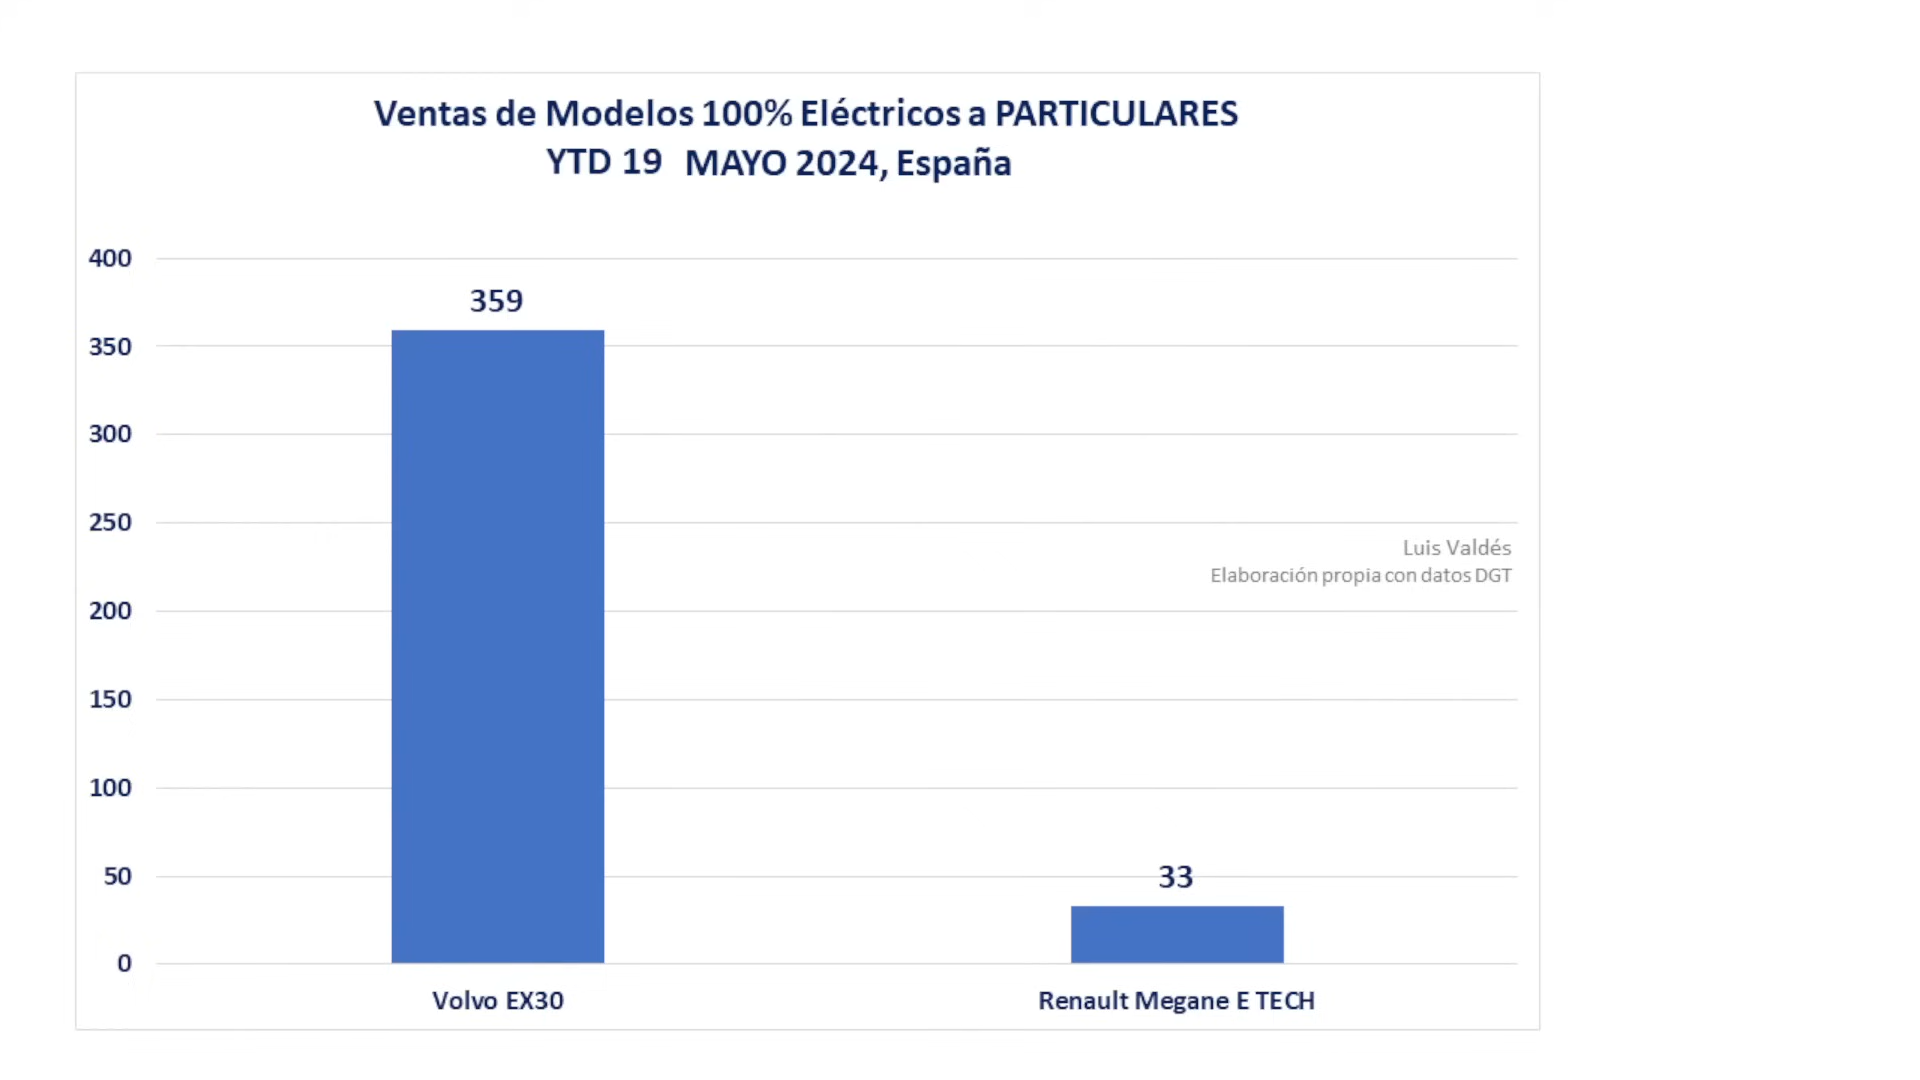 Ventas de Modelos 100% Eléctricos a PARTICULARES
YTD 19 MAYO 2024, España
400
359
350
300
250
Luis Valdés
Elaboración propia con datos DGT
200
150
100
50
33
0
Volvo EX30
Renault Megane E TECH